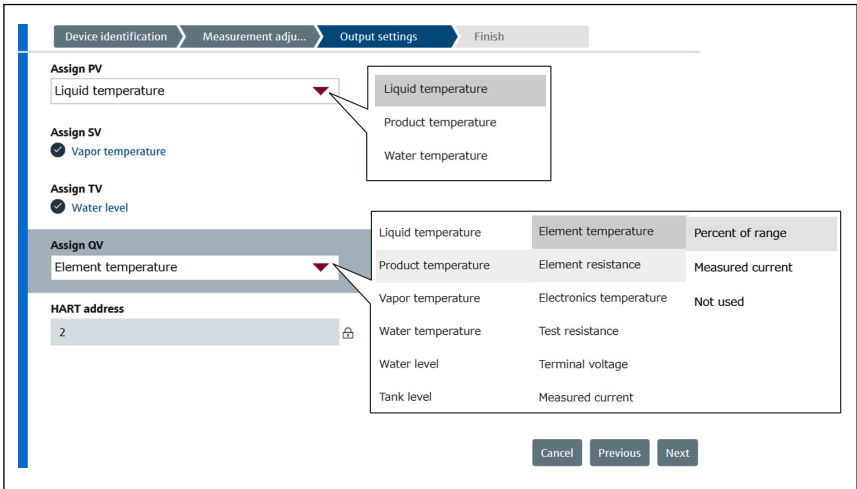 Device identification
Measurement adju...
Output settings
Finish
Assign PV
Liquid temperature
Liquid temperature
Product temperature
Water temperature
Assign SV
Vapor temperature
Assign TV
Water level
Assign QV
Element temperature
Liquid temperature
Product temperature
Vapor temperature
Water temperature
Water level
Tank level
Element temperature
Element resistance
Electronics temperature
Test resistance
Terminal voltage
Measured current
Percent of range
Measured current
Not used
HART address
2
Cancel
Previous
Next